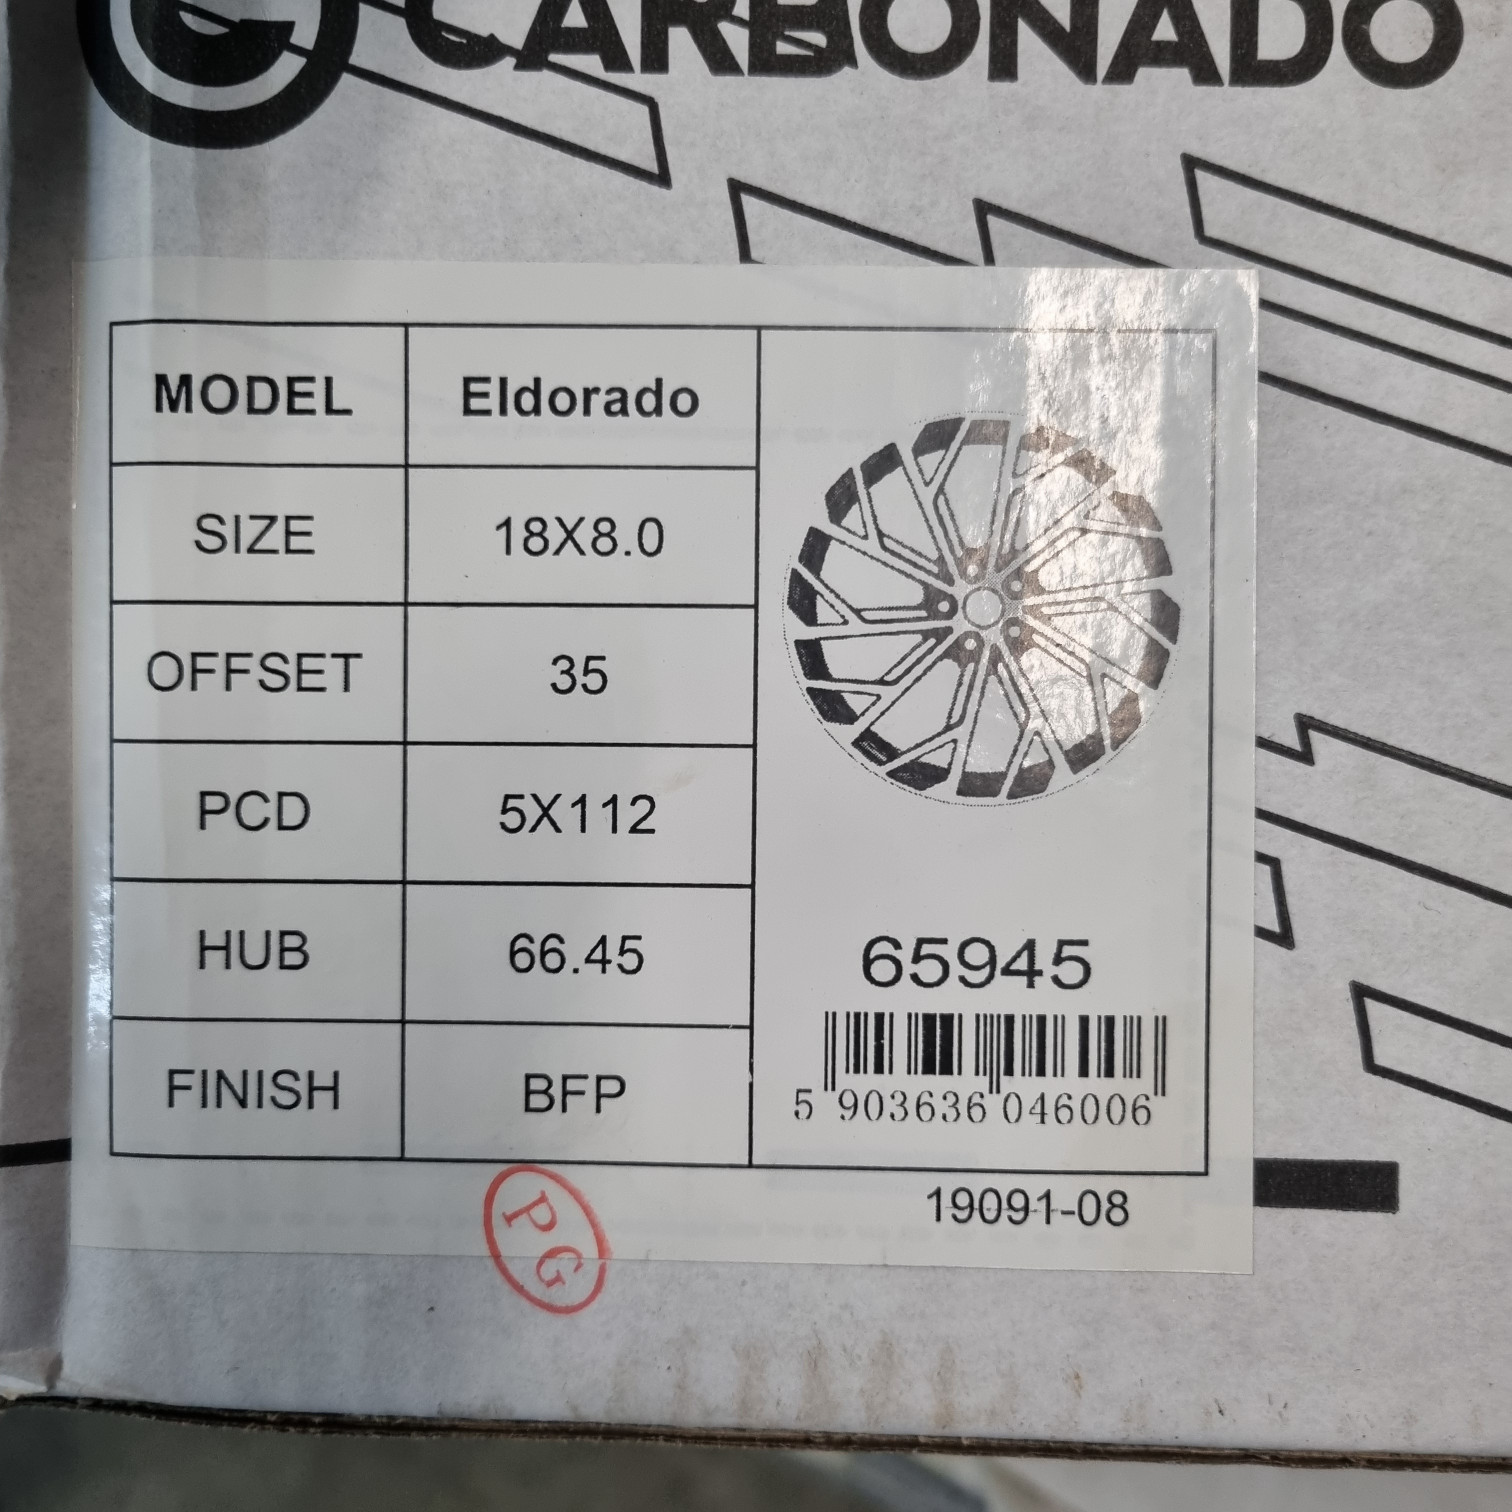 CARBONADO
MODEL Eldorado
SIZE 18X8.0
OFFSET 35
PCD 5X112
HUB 66.45
FINISH BFP
65945
5 903636 046006
19091-08
PG